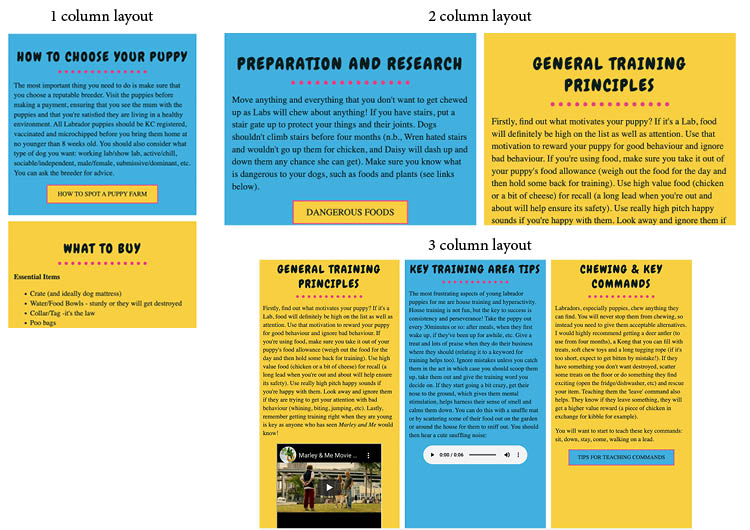 1 column layout
HOW TO CHOOSE YOUR PUPPY
The most important thing you need to do is make sure that
you choose a reputable breeder. Visit the puppies before
making a payment, ensuring that you see the mum with the
puppies and that you're satisfied they are living in a healthy
environment. All Labrador puppies should be KC registered,
vaccinated and microchipped before you bring them home at
no younger than 8 weeks old. You should also consider what
type of dog you want: working lab/show lab, active/chill,
sociable/independent, male/female, submissive/dominant, etc.
You can ask the breeder for advice.
HOW TO SPOT A PUPPY FARM
WHAT TO BUY
Essential Items
• Crate (and ideally dog mattress)
• Water/Food Bowls - sturdy or they will get destroyed
• Collar/Tag -it's the law
• Poo bags
2 column layout
PREPARATION AND RESEARCH
Move anything and everything that you don't want to get chewed
up as Labs will chew about anything! If you have stairs, put a
stair gate up to protect your things and their joints. Dogs
shouldn't climb stairs before four months (n.b., Wren hated stairs
and wouldn't go up them for chicken, and Daisy will dash up and
down them any chance she can get). Make sure you know what
is dangerous to your dogs, such as foods and plants (see links
below).
DANGEROUS FOODS
GENERAL TRAINING
PRINCIPLES
Firstly, find out what motivates your puppy? If it's a Lab, food
will definitely be high on the list as well as attention. Use that
motivation to reward your puppy for good behaviour and ignore
bad behaviour. If you're using food, make sure you take it out of
your puppy's food allowance (weigh out the food for the day and
then hold some back for training). Use high value food (chicken
or a bit of cheese) for recall (a long lead when you're out and
about will help ensure its safety). Use really high pitch happy
sounds if you're happy with them. Look away and ignore them if
3 column layout
GENERAL TRAINING
PRINCIPLES
Firstly, find out what motivates your puppy? If it's a
Lab, food will definitely be high on the list as well as
attention. Use that motivation to reward your puppy
for good behaviour and ignore bad behaviour. If
you're using food, make sure you take it out of your
puppy's food allowance (weigh out the food for the
day and then hold some back for training). Use high
value food (chicken or a bit of cheese) for recall (a
long lead when you're out and about will help ensure
its safety). Use really high pitch happy sounds if
you're happy with them. Look away and ignore them
if they are trying to get your attention with bad
behaviour (whining, biting, jumping, etc). Lastly,
remember getting training right when they are young
is key as anyone who has seen Marley and Me would
know!
Marley & Me Movie ...
KEY TRAINING AREA TIPS
The most frustrating aspects of young labrador
puppies for me are house training and hyperactivity.
House training is not fun, but the key to success is
consistency and perseverance! Take the puppy out
every 30minutes or so: after meals, when they first
wake up, if they've been awake for awhile, etc. Give a
treat and lots of praise when they do their business
where they should (relating it to a keyword for
training helps too). Ignore mistakes unless you catch
them in the act in which case you should scoop them
up, take them out and give the training word you
decide on. If they start going a bit crazy, get their
nose to the ground, which gives them mental
stimulation, helps harness their sense of smell and
calms them down. You can do this with a snuffle mat
or by scattering some of their food out on the garden
or around the house for them to sniff out. You should
then hear a cute snuffling noise:
0:00 / 0:06
CHEWING & KEY
COMMANDS
Labradors, especially puppies, chew anything they
can find. You will never stop them from chewing, so
instead you need to give them acceptable alternatives.
I would highly recommend getting a deer antler (to
use from four months), a Kong that you can fill with
treats, soft chew toys and a long tugging rope (if it's
too short, expect to get bitten by mistake!). If they
have something you don't want destroyed, scatter
some treats on the floor or do something they find
exciting (open the fridge/dishwasher, etc) and rescue
your item. Teaching them the 'leave' command also
helps. They know if they leave something, they will
get a higher value reward (a piece of chicken in
exchange for kibble for example).
You will want to start to teach these key commands:
sit, down, stay, come, walking on a lead.
TIPS FOR TEACHING COMMANDS